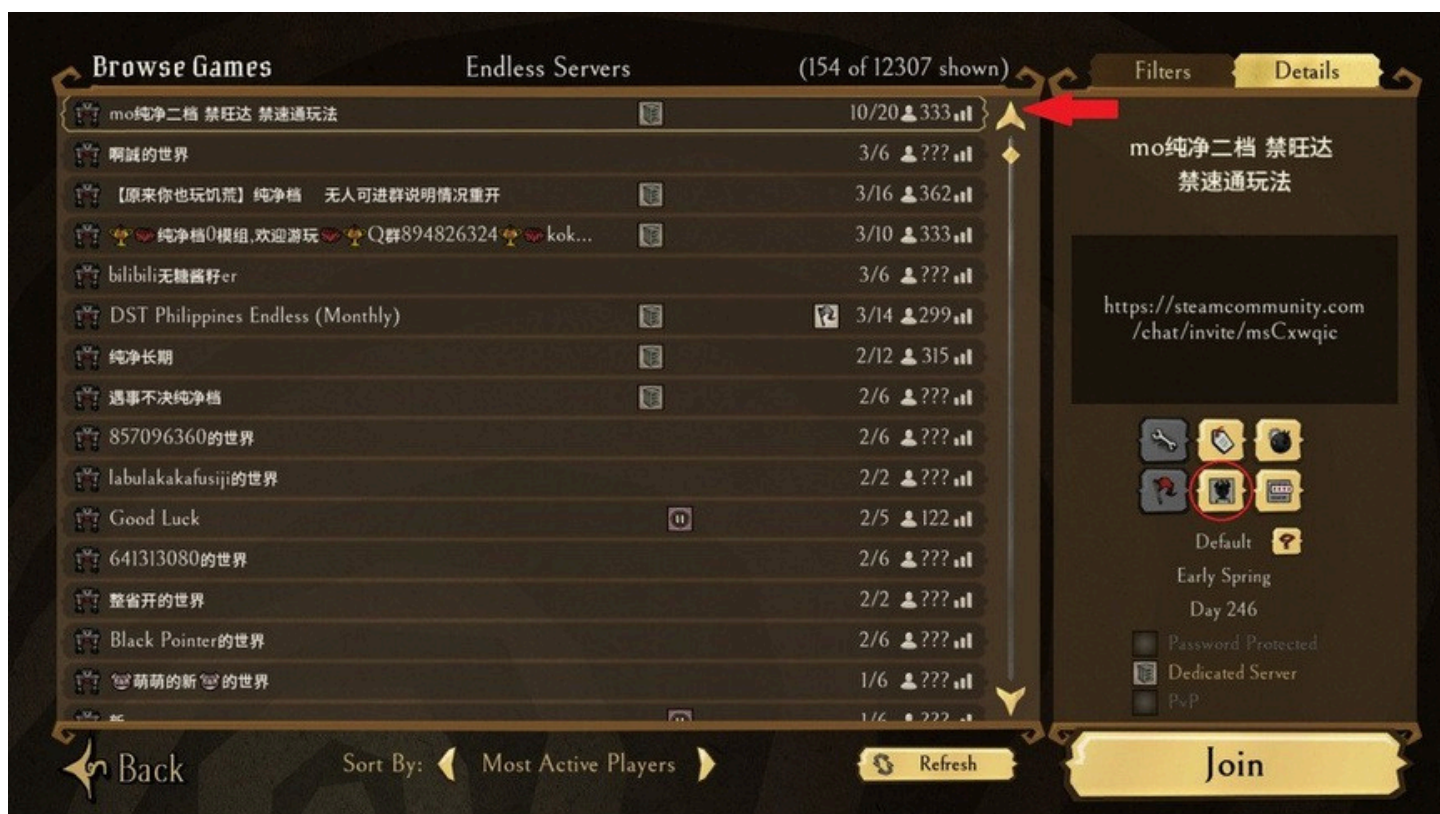 Browse Games
Endless Servers
(154 of 12307 shown)
Filters
Details
mo纯净二档 禁旺达 禁速通玩法
10/20 333
啊誠的世界
3/6 ???
【原来你也玩饥荒】纯净档 无人可进群说明情况重开
3/16 362
纯净档0模组,欢迎游玩 Q群894826324 kok...
3/10 333
bilibili无糖酱籽er
3/6 ???
DST Philippines Endless (Monthly)
3/14 299
纯净长期
2/12 315
遇事不决纯净档
2/6 ???
857096360的世界
2/6 ???
labulakakafusiji的世界
2/2 ???
Good Luck
2/5 122
641313080的世界
2/6 ???
整省开的世界
2/2 ???
Black Pointer的世界
2/6 ???
萌萌的新的世界
1/6 ???
1/6 ???
Back
Sort By:
Most Active Players
Refresh
mo纯净二档 禁旺达
禁速通玩法
https://steamcommunity.com
/chat/invite/msCxwqic
Default
Early Spring
Day 246
Password Protected
Dedicated Server
PvP
Join